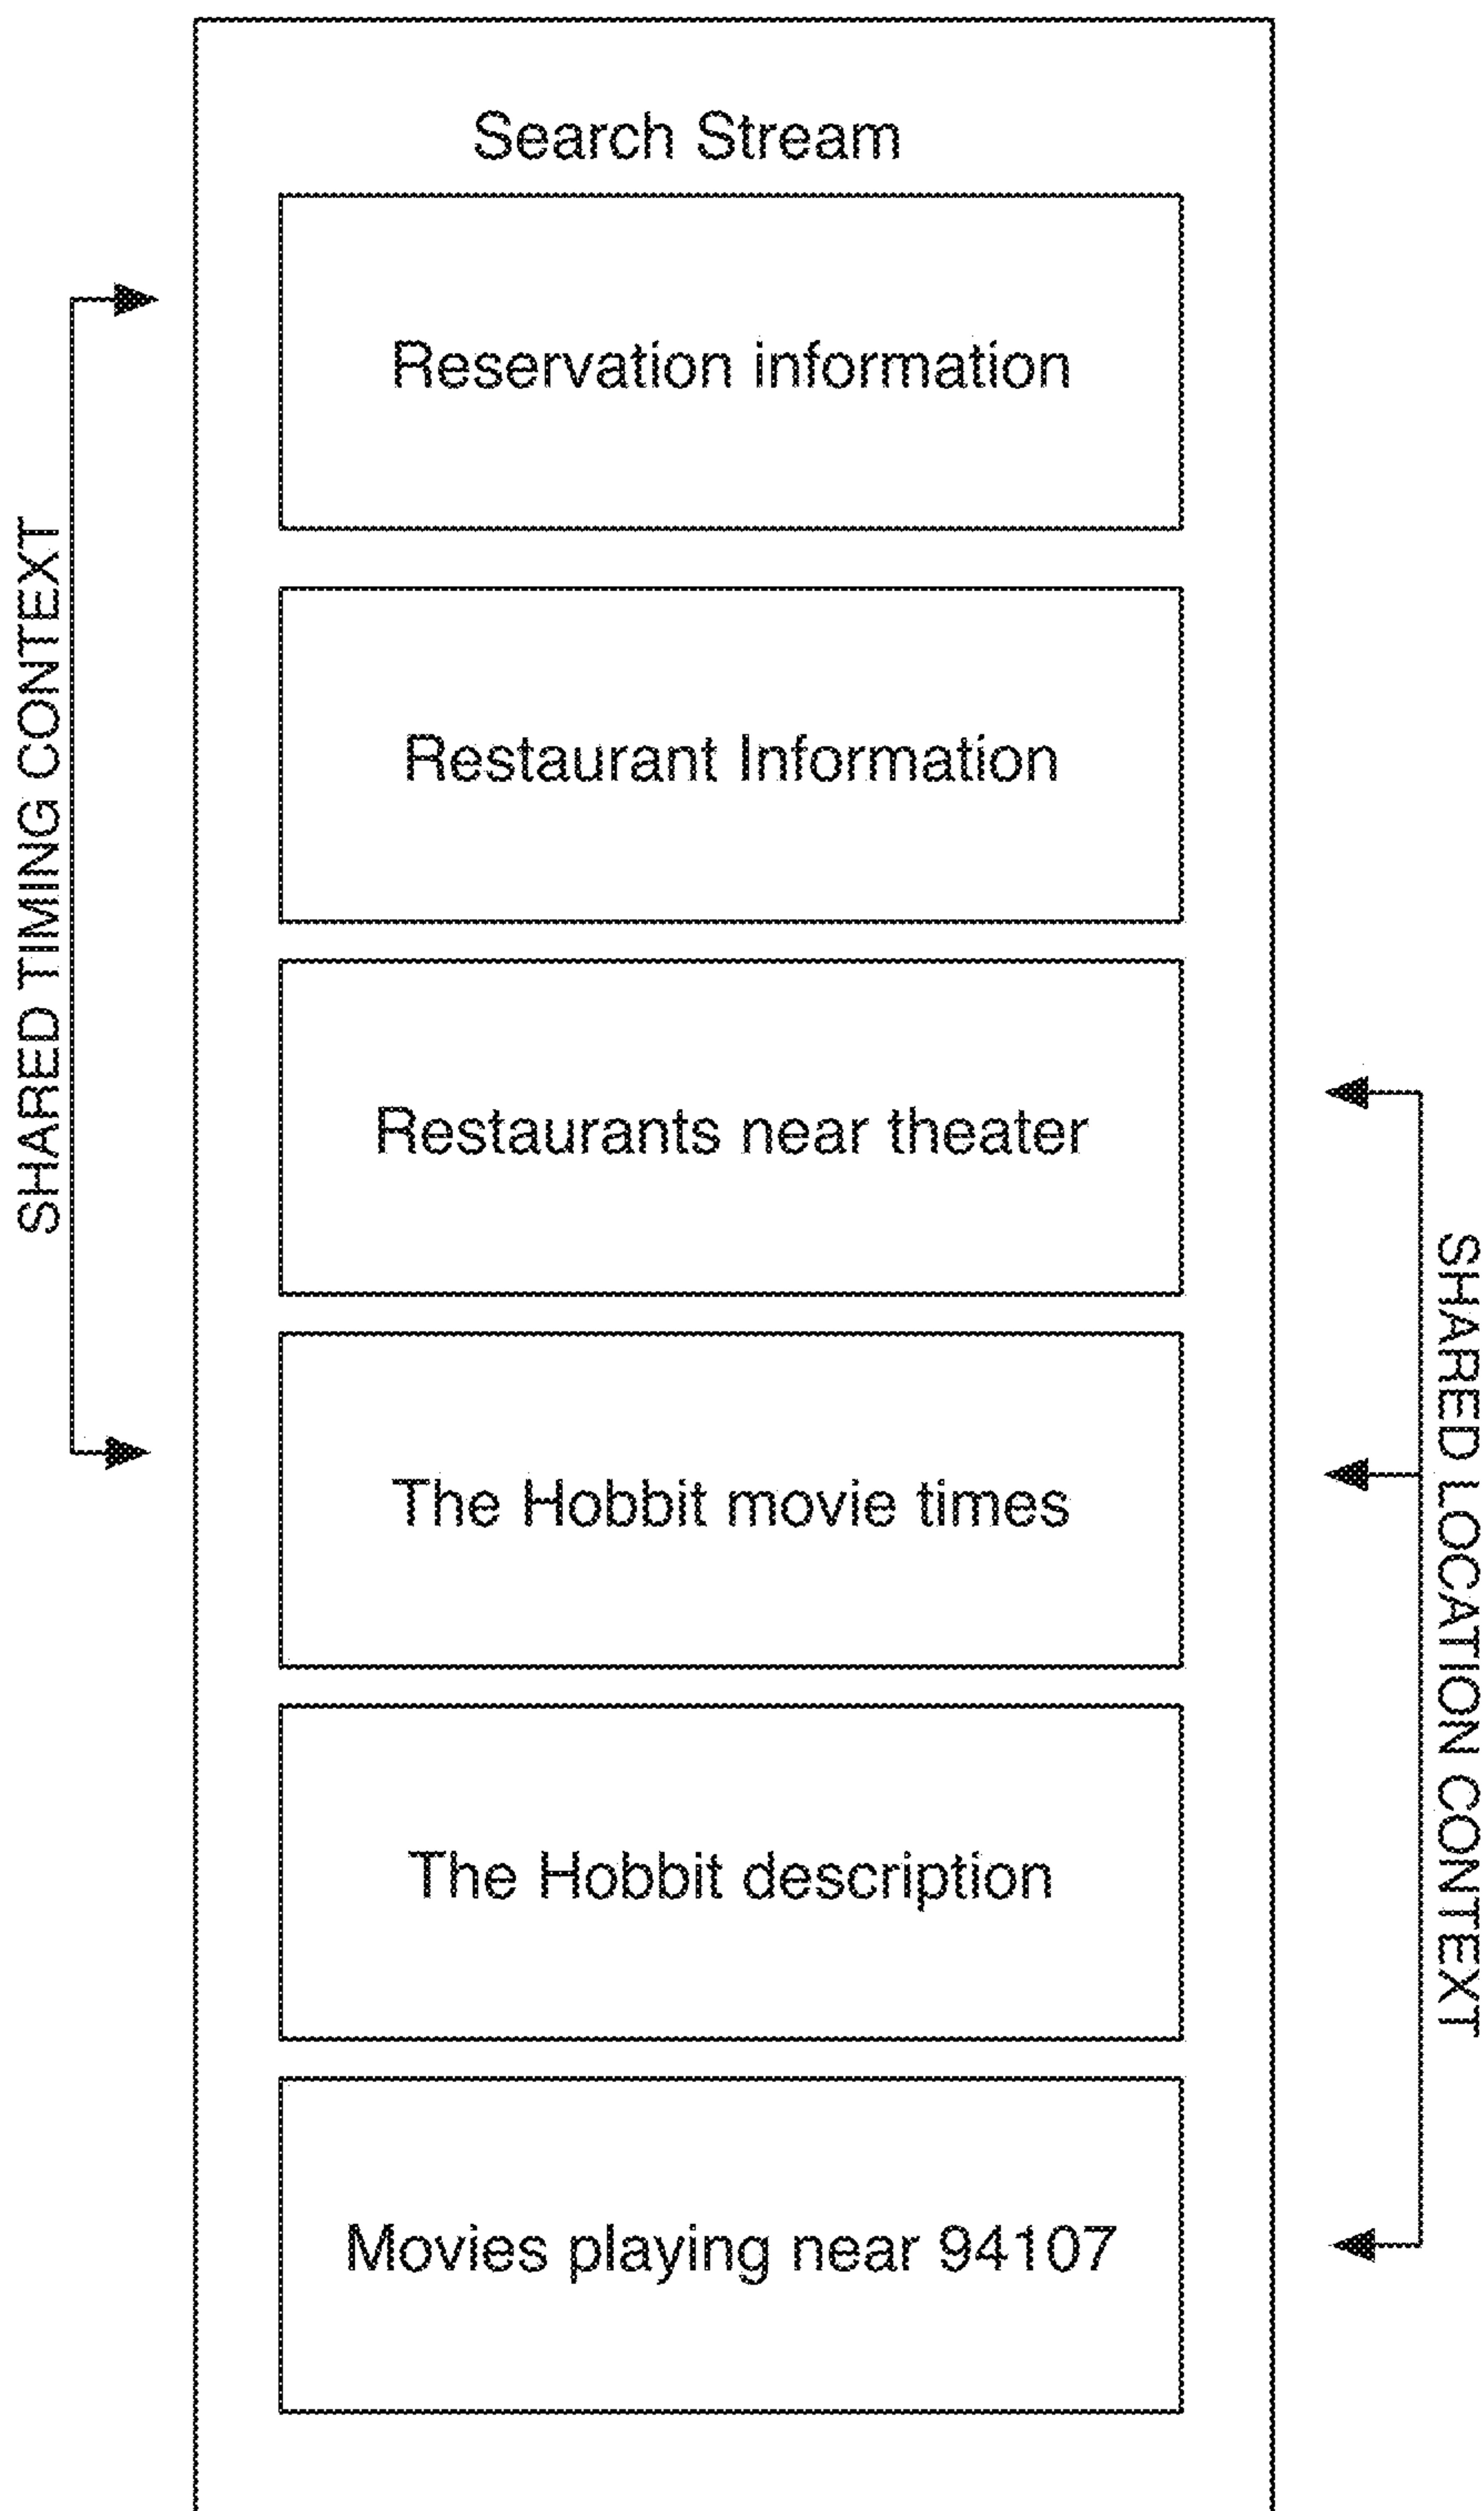 Search Stream
Reservation information
Restaurant Information
Restaurants near theater
The Hobbit movie times
The Hobbit description
Movies playing near 94107
SHARED TIMING CONTEXT
SHARED LOCATION CONTEXT